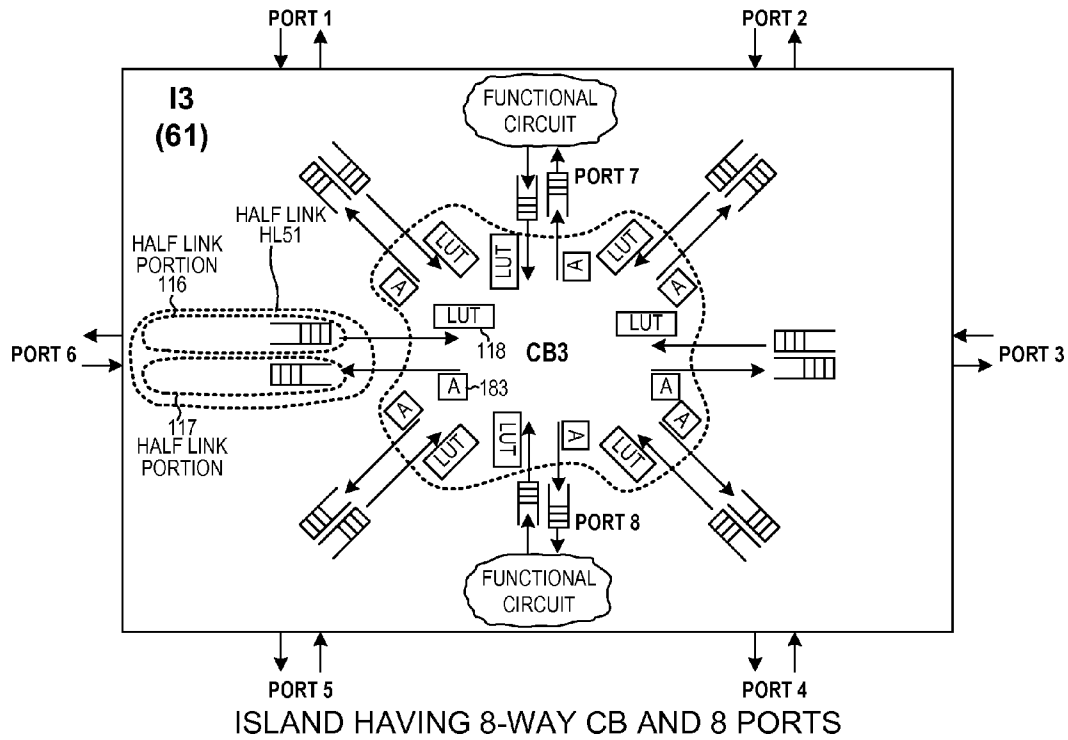 PORT 1
PORT 2
I3
(61)
FUNCTIONAL
CIRCUIT
PORT 7
HALF LINK
HL51
HALF LINK
PORTION
116
LUT
LUT
A
LUT
A
A
LUT
118
LUT
CB3
PORT 6
PORT 3
A
183
A
A
A
LUT
LUT
A
LUT
117
HALF LINK
PORTION
PORT 8
FUNCTIONAL
CIRCUIT
PORT 5
PORT 4
ISLAND HAVING 8-WAY CB AND 8 PORTS